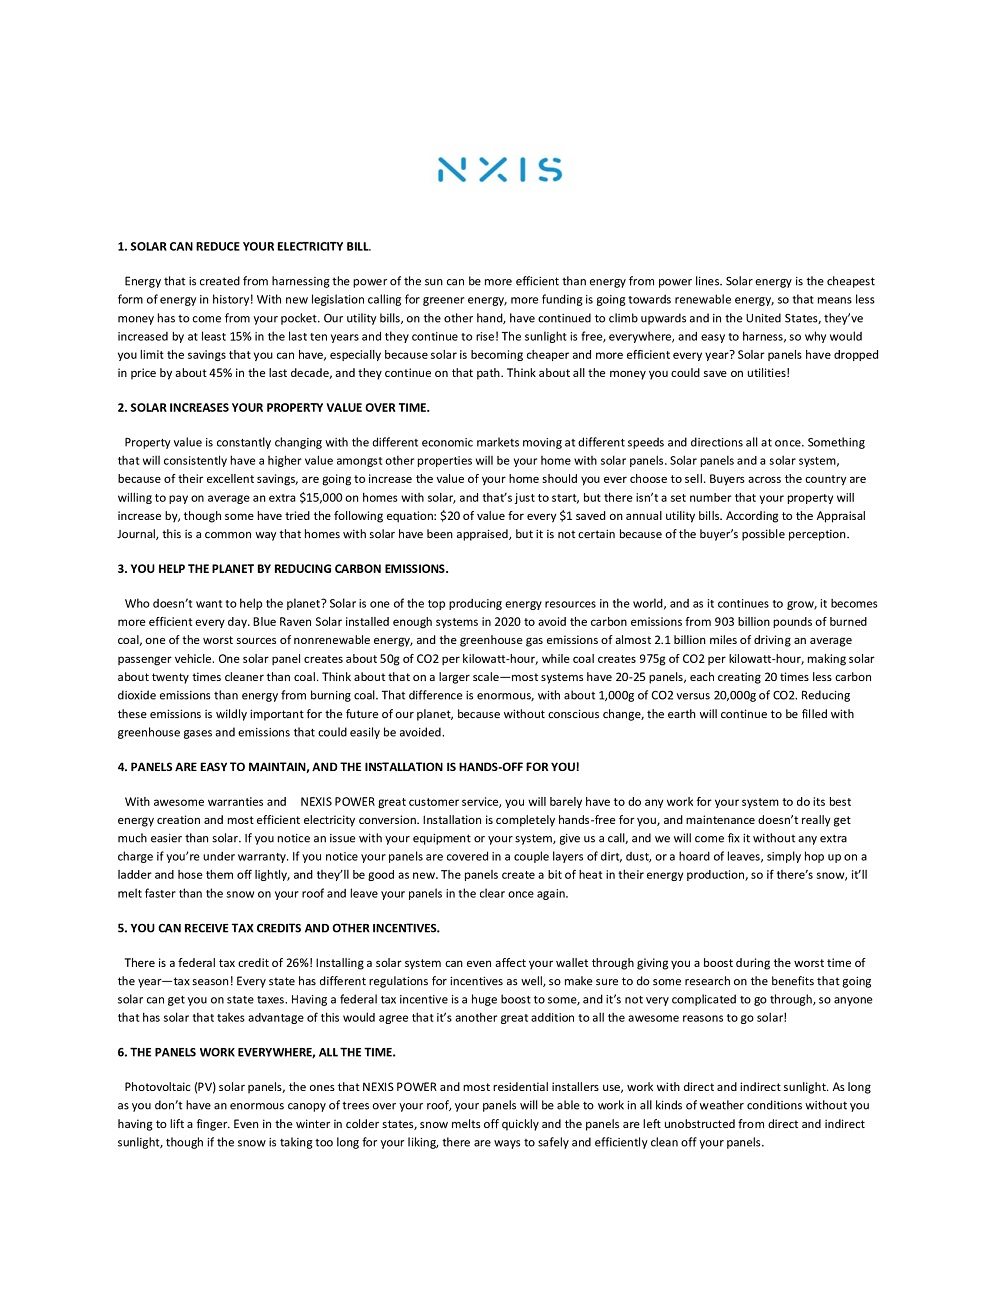 NXIS
1. SOLAR CAN REDUCE YOUR ELECTRICITY BILL.
Energy that is created from harnessing the power of the sun can be more efficient than energy from power lines. Solar energy is the cheapest
form of energy in history! With new legislation calling for greener energy, more funding is going towards renewable energy, so that means less
money has to come from your pocket. Our utility bills, on the other hand, have continued to climb upwards and in the United States, they’ve
increased by at least 15% in the last ten years and they continue to rise! The sunlight is free, everywhere, and easy to harness, so why would
you limit the savings that you can have, especially because solar is becoming cheaper and more efficient every year? Solar panels have dropped
in price by about 45% in the last decade, and they continue on that path. Think about all the money you could save on utilities!
2. SOLAR INCREASES YOUR PROPERTY VALUE OVER TIME.
Property value is constantly changing with the different economic markets moving at different speeds and directions all at once. Something
that will consistently have a higher value amongst other properties will be your home with solar panels. Solar panels and a solar system,
because of their excellent savings, are going to increase the value of your home should you ever choose to sell. Buyers across the country are
willing to pay on average an extra $15,000 on homes with solar, and that’s just to start, but there isn’t a set number that your property will
increase by, though some have tried the following equation: $20 of value for every $1 saved on annual utility bills. According to the Appraisal
Journal, this is a common way that homes with solar have been appraised, but it is not certain because of the buyer’s possible perception.
3. YOU HELP THE PLANET BY REDUCING CARBON EMISSIONS.
Who doesn’t want to help the planet? Solar is one of the top producing energy resources in the world, and as it continues to grow, it becomes
more efficient every day. Blue Raven Solar installed enough systems in 2020 to avoid the carbon emissions from 903 billion pounds of burned
coal, one of the worst sources of nonrenewable energy, and the greenhouse gas emissions of almost 2.1 billion miles of driving an average
passenger vehicle. One solar panel creates about 50g of CO2 per kilowatt-hour, while coal creates 975g of CO2 per kilowatt-hour, making solar
about twenty times cleaner than coal. Think about that on a larger scale—most systems have 20-25 panels, each creating 20 times less carbon
dioxide emissions than energy from burning coal. That difference is enormous, with about 1,000g of CO2 versus 20,000g of CO2. Reducing
these emissions is wildly important for the future of our planet, because without conscious change, the earth will continue to be filled with
greenhouse gases and emissions that could easily be avoided.
4. PANELS ARE EASY TO MAINTAIN, AND THE INSTALLATION IS HANDS-OFF FOR YOU!
With awesome warranties and NEXIS POWER great customer service, you will barely have to do any work for your system to do its best
energy creation and most efficient electricity conversion. Installation is completely hands-free for you, and maintenance doesn’t really get
much easier than solar. If you notice an issue with your equipment or your system, give us a call, and we will come fix it without any extra
charge if you’re under warranty. If you notice your panels are covered in a couple layers of dirt, dust, or a hoard of leaves, simply hop up on a
ladder and hose them off lightly, and they’ll be good as new. The panels create a bit of heat in their energy production, so if there’s snow, it’ll
melt faster than the snow on your roof and leave your panels in the clear once again.
5. YOU CAN RECEIVE TAX CREDITS AND OTHER INCENTIVES.
There is a federal tax credit of 26%! Installing a solar system can even affect your wallet through giving you a boost during the worst time of
the year—tax season! Every state has different regulations for incentives as well, so make sure to do some research on the benefits that going
solar can get you on state taxes. Having a federal tax incentive is a huge boost to some, and it’s not very complicated to go through, so anyone
that has solar that takes advantage of this would agree that it’s another great addition to all the awesome reasons to go solar!
6. THE PANELS WORK EVERYWHERE, ALL THE TIME.
Photovoltaic (PV) solar panels, the ones that NEXIS POWER and most residential installers use, work with direct and indirect sunlight. As long
as you don’t have an enormous canopy of trees over your roof, your panels will be able to work in all kinds of weather conditions without you
having to lift a finger. Even in the winter in colder states, snow melts off quickly and the panels are left unobstructed from direct and indirect
sunlight, though if the snow is taking too long for your liking, there are ways to safely and efficiently clean off your panels.